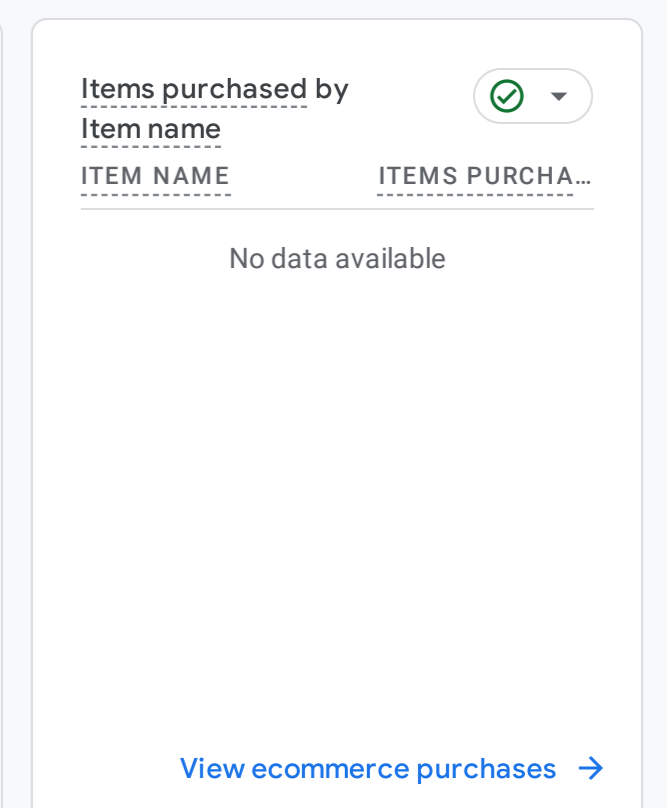 Items purchased by
Item name
ITEM NAME ITEMS PURCHA...
No data available
View ecommerce purchases